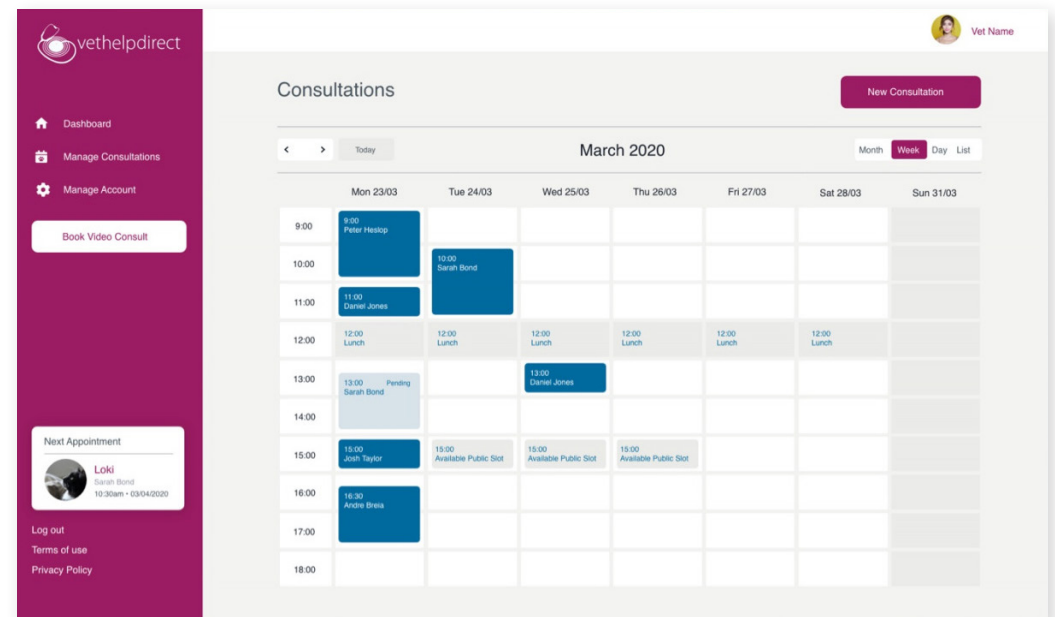 vethelpdirect
Vet Name
Dashboard
Manage Consultations
Manage Account
Book Video Consult
Next Appointment
Loki
Sarah Bond
10:30am • 03/04/2020
Log out
Terms of use
Privacy Policy
Consultations
New Consultation
Today
March 2020
Month Week Day List
Mon 23/03 Tue 24/03 Wed 25/03 Thu 26/03 Fri 27/03 Sat 28/03 Sun 31/03
9:00
9:00
Peter Heslop
10:00
10:00
Sarah Bond
11:00
11:00
Daniel Jones
12:00
12:00 12:00 12:00 12:00 12:00 12:00
Lunch Lunch Lunch Lunch Lunch Lunch
13:00
13:00 Pending
Sarah Bond
13:00
Daniel Jones
14:00
15:00
15:00 15:00 15:00 15:00
Josh Taylor Available Public Slot Available Public Slot Available Public Slot
16:00
16:30
Andre Breia
17:00
18:00